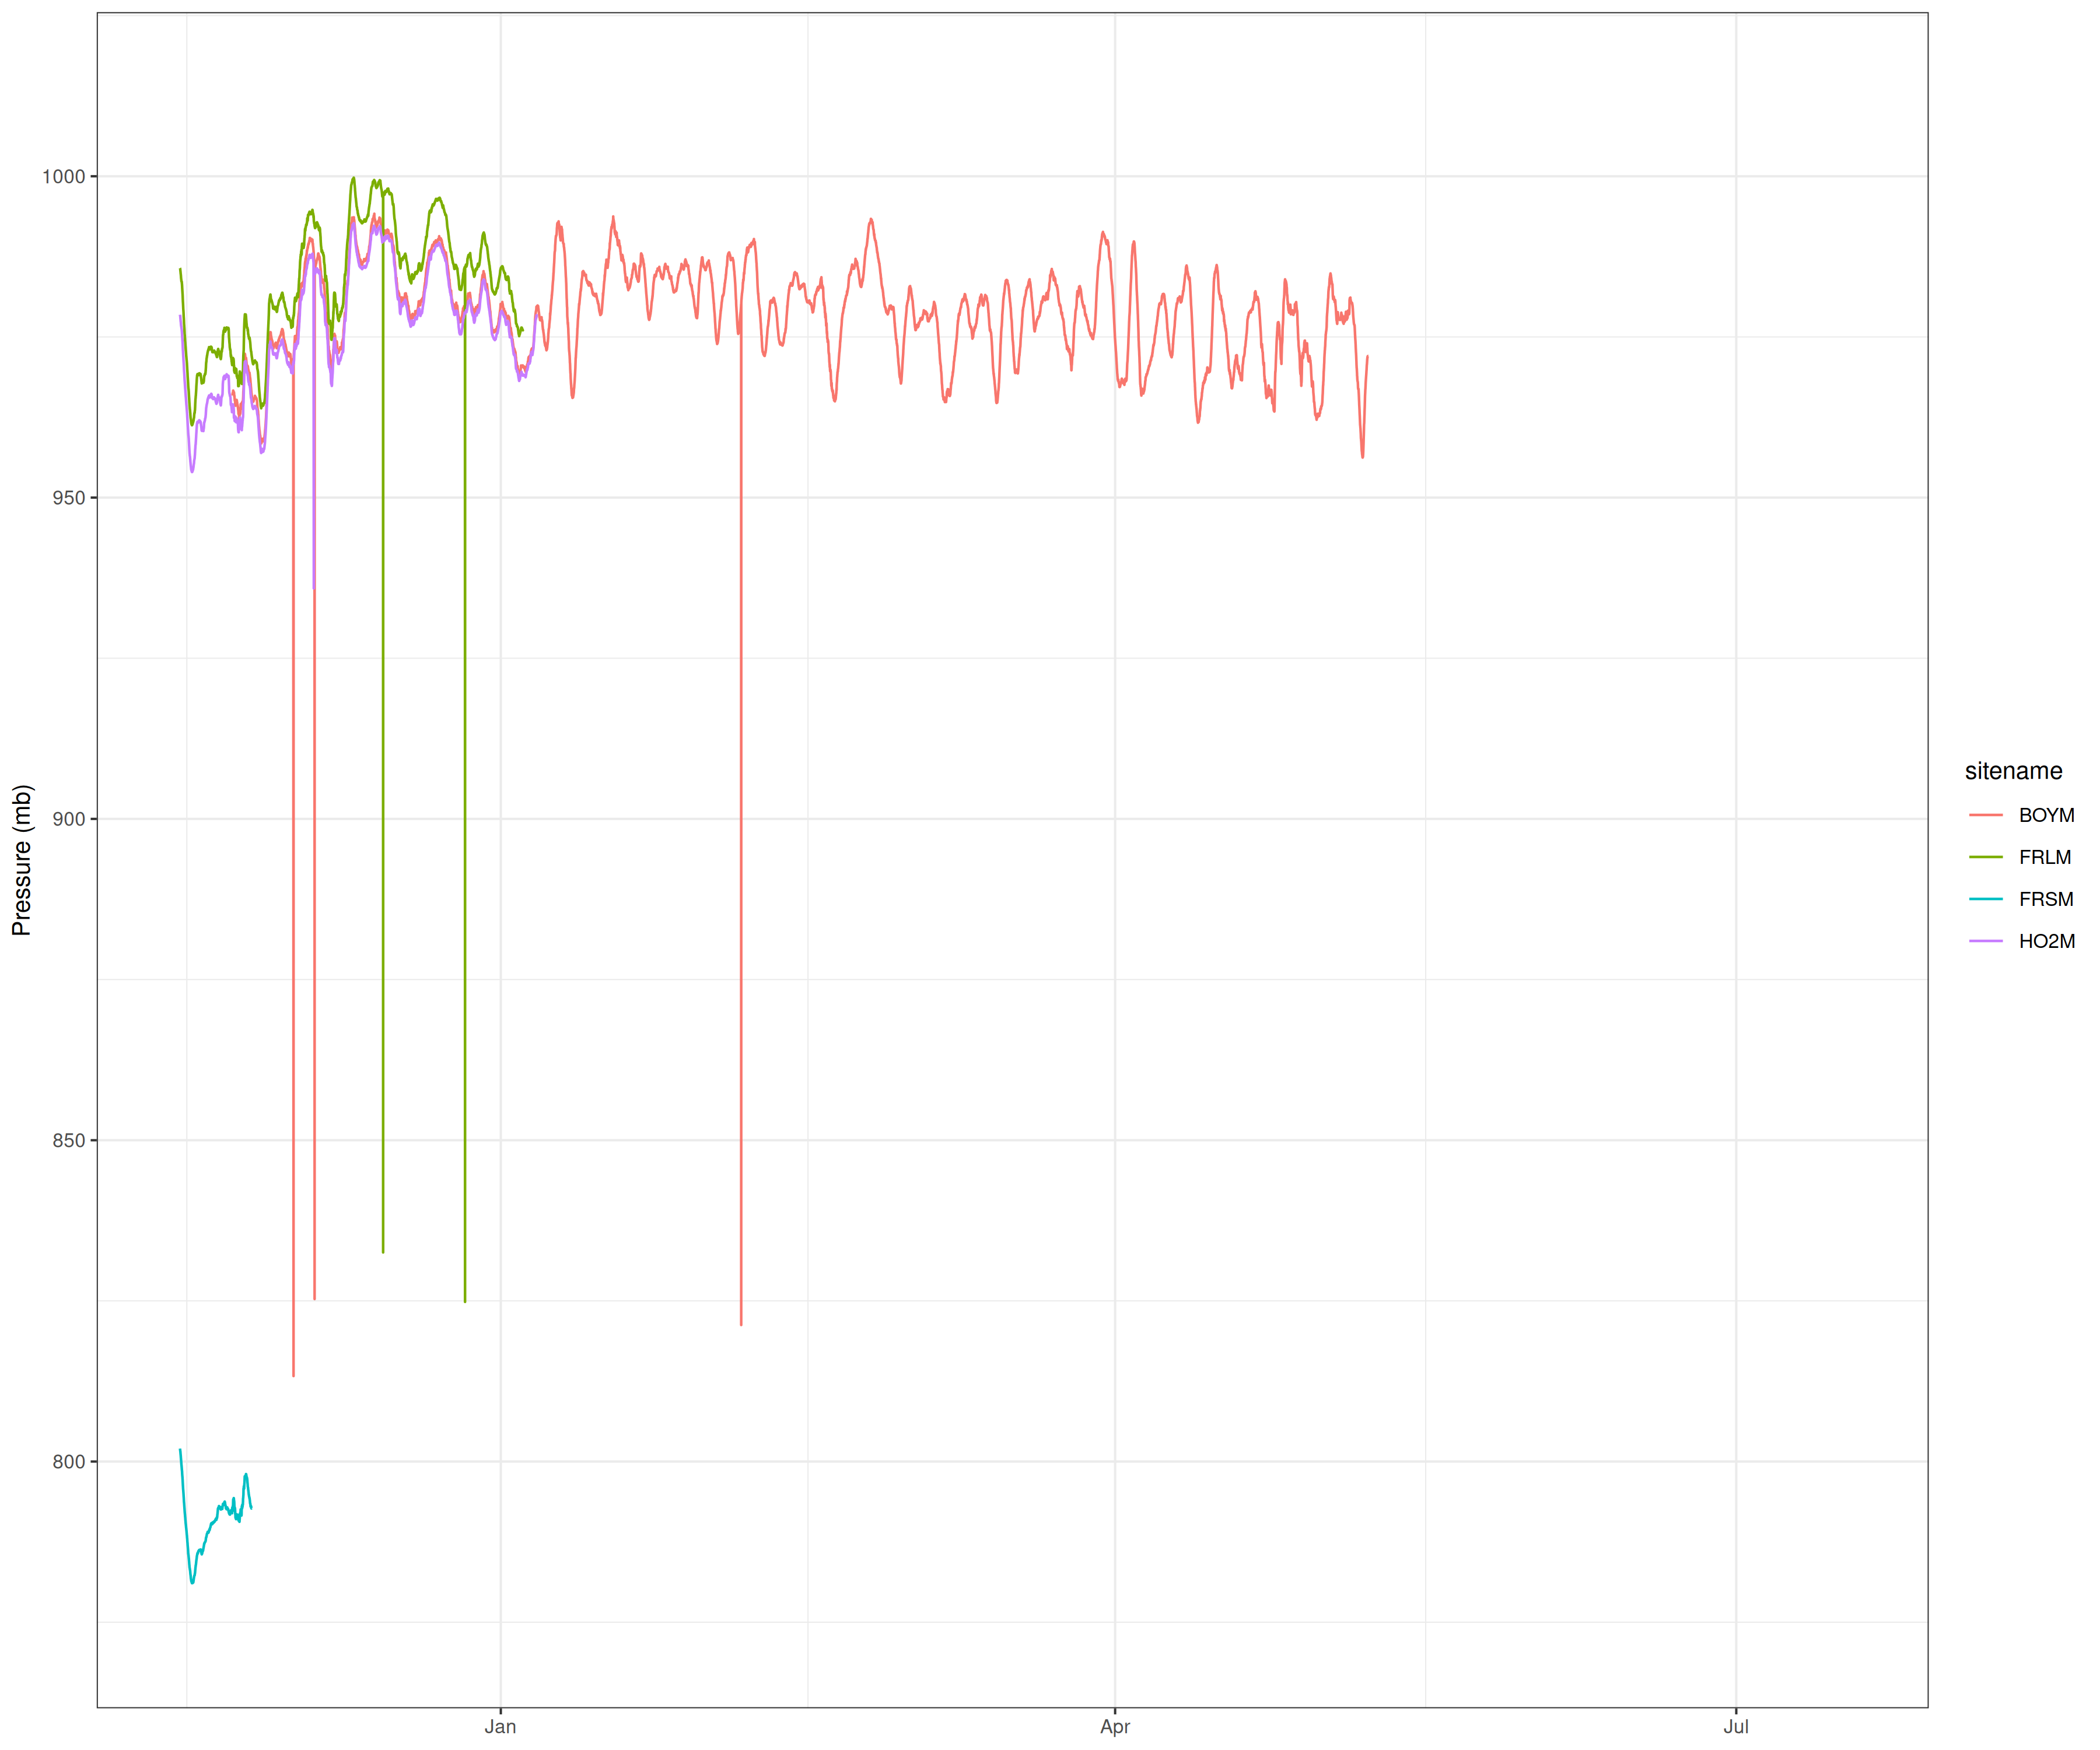 1000
950
900
850
800
Pressure (mb)
Jan
Apr
Jul
sitename
BOYM
FRLM
FRSM
HO2M